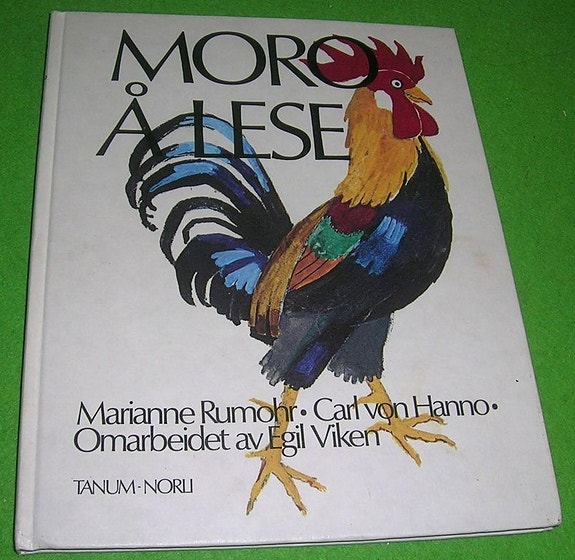 MORO
Å LESE
Marianne Rumohr • Carl von Hanno •
Omarbeidet av Egil Viken
TANUM-NORLI